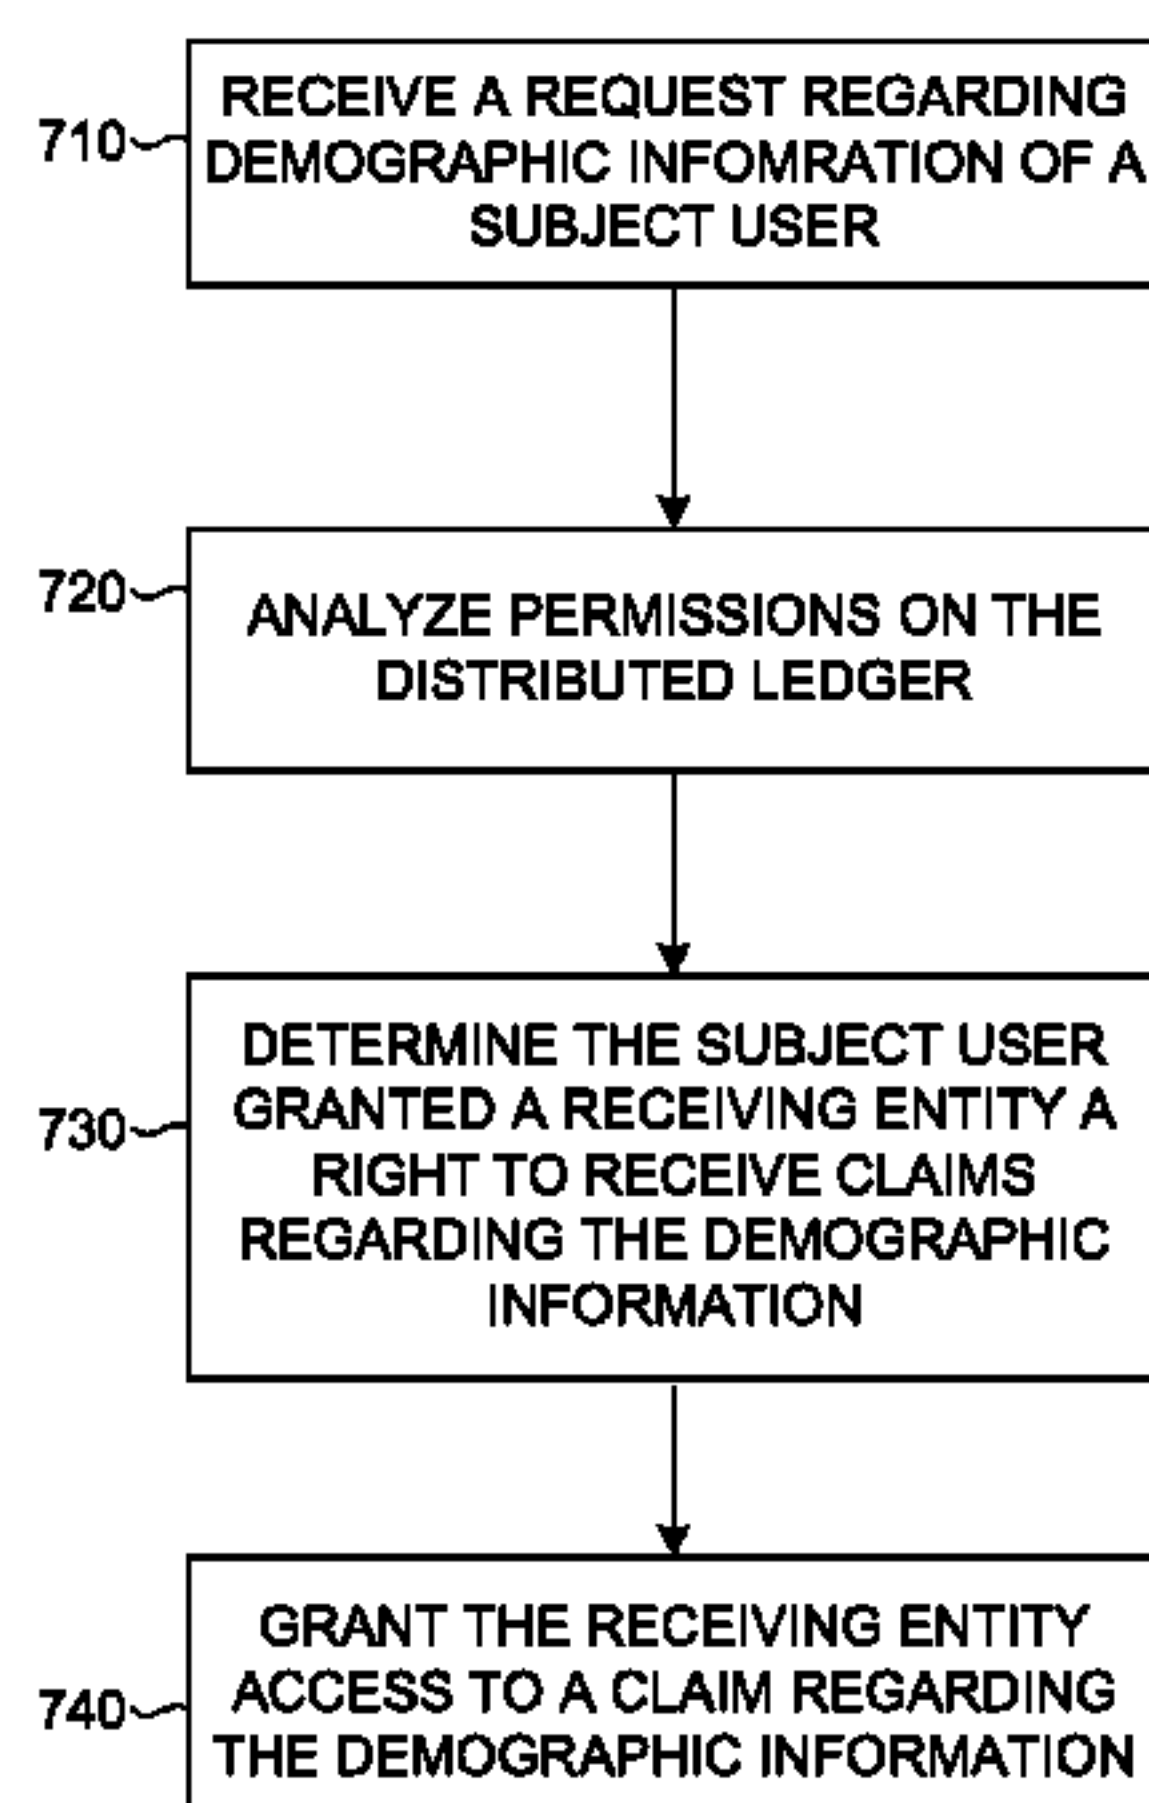 RECEIVE A REQUEST REGARDING
710
DEMOGRAPHIC INFOMRATION OF A
SUBJECT USER
720
ANALYZE PERMISSIONS ON THE
DISTRIBUTED LEDGER
DETERMINE THE SUBJECT USER
GRANTED A RECEIVING ENTITY A
730
RIGHT TO RECEIVE CLAIMS
REGARDING THE DEMOGRAPHIC
INFORMATION
GRANT THE RECEIVING ENTITY
ACCESS TO A CLAIM REGARDING
740
THE DEMOGRAPHIC INFORMATION